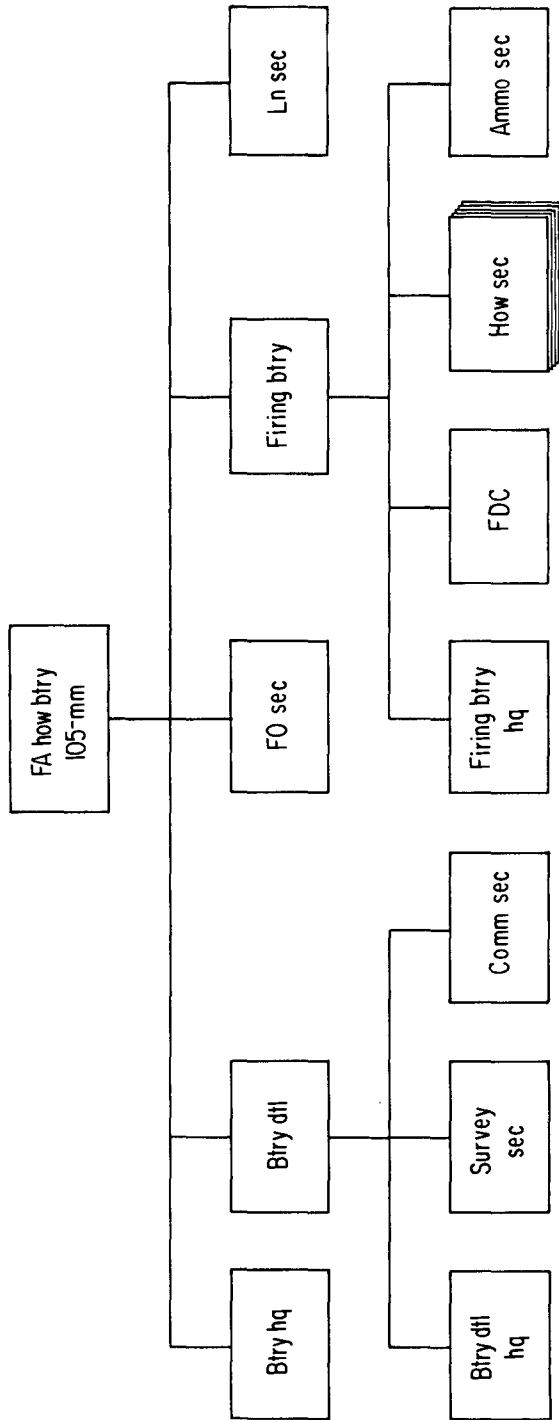 FA how btry
105-mm
Btry hq
Btry dtl
FO sec
Firing btry
Ln sec
Btry dtl
hq
Survey
sec
Comm sec
Firing btry
hq
FDC
How sec
Ammo sec